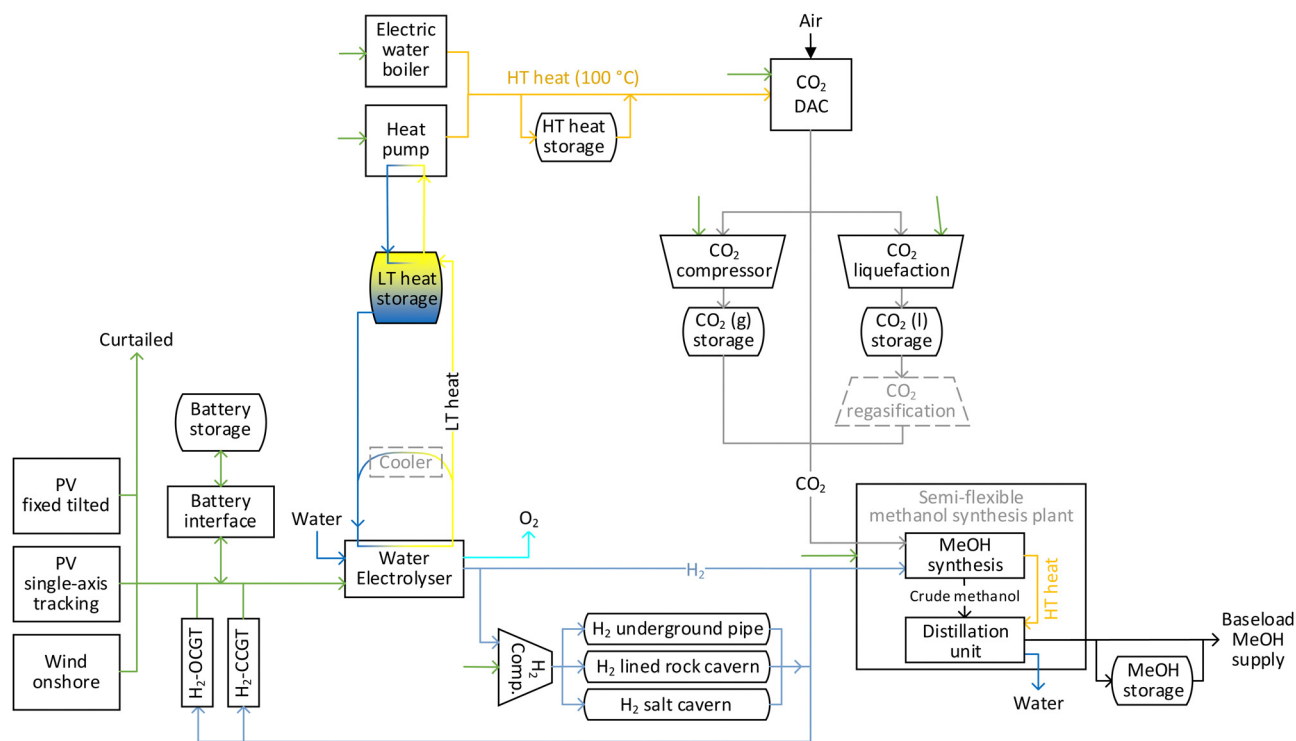 Air
Electric
water
boiler
HT heat (100 °C)
CO₂
DAC
Heat
pump
HT heat
storage
CO₂
compressor
CO₂
liquefaction
LT heat
storage
CO₂ (g)
storage
CO₂ (l)
storage
Curtailed
CO₂
regasification
LT heat
Battery
storage
Cooler
PV
fixed tilted
Battery
interface
Water
O₂
CO₂
Semi-flexible
methanol synthesis plant
PV
single-axis
tracking
Water
Electrolyser
H₂
MeOH
synthesis
HT heat
Crude methanol
Distillation
unit
Baseload
MeOH
supply
Wind
onshore
H₂-OCGT
H₂-CCGT
H₂
Comp.
H₂ underground pipe
H₂ lined rock cavern
H₂ salt cavern
Water
MeOH
storage